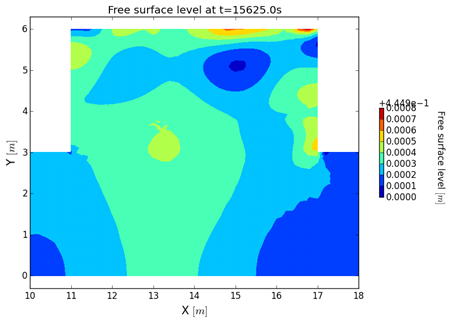 Free surface level at t=15625.0s
6
5
4
3
2
1
0
Y [m]
10 11 12 13 14 15 16 17 18
X [m]
+4.449e−1
0.0008
0.0007
0.0006
0.0005
0.0004
0.0003
0.0002
0.0001
0.0000
Free surface level [m]